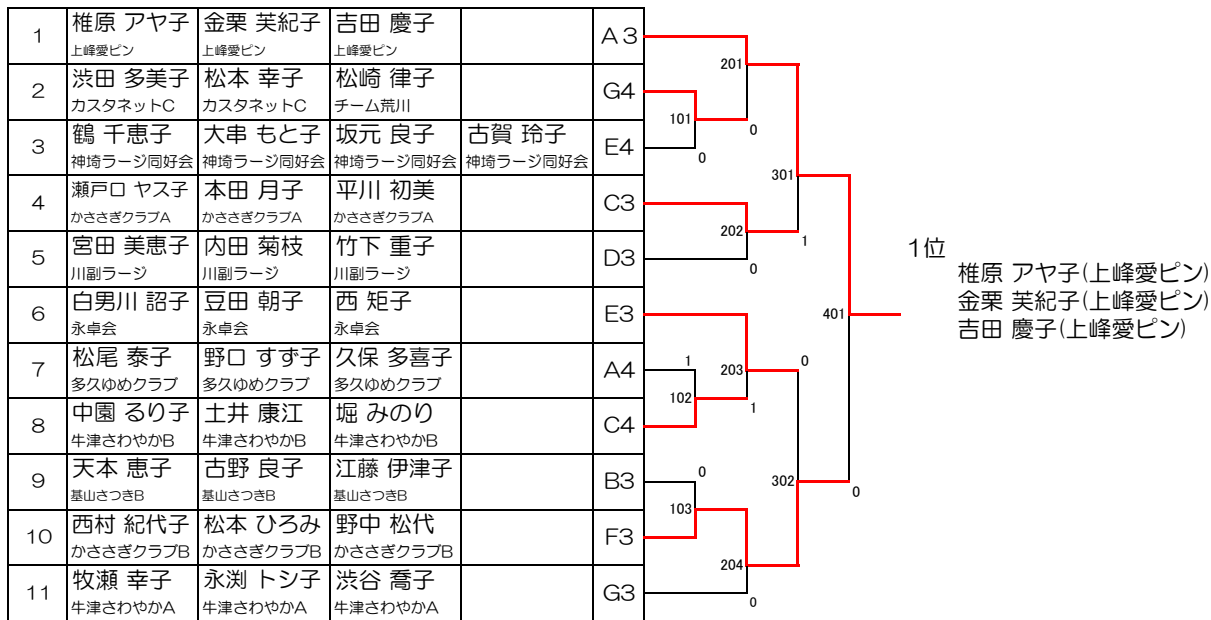 1 椎原 アヤ子 金栗 芙紀子 吉田 慶子 A3
上峰愛ピン 上峰愛ピン 上峰愛ピン
201
2 渋田 多美子 松本 幸子 松崎 律子 G4
カスタネットC カスタネットC チーム荒川
101 0
3 鶴 千恵子 大串 もと子 坂元 良子 古賀 玲子 E4
神埼ラージ同好会 神埼ラージ同好会 神埼ラージ同好会 神埼ラージ同好会
0
301
4 瀬戸口 ヤス子 本田 月子 平川 初美 C3
かささぎクラブA かささぎクラブA かささぎクラブA
202 1
5 宮田 美恵子 内田 菊枝 竹下 重子 D3
川副ラージ 川副ラージ 川副ラージ
0
1位
椎原 アヤ子(上峰愛ピン)
金栗 芙紀子(上峰愛ピン)
吉田 慶子(上峰愛ピン)
6 白男川 詔子 豆田 朝子 西 矩子 E3
永卓会 永卓会 永卓会
401
7 松尾 泰子 野口 すず子 久保 多喜子 A4
多久ゆめクラブ 多久ゆめクラブ 多久ゆめクラブ
1 203 0
102 1
8 中園 るり子 土井 康江 堀 みのり C4
牛津さわやかB 牛津さわやかB 牛津さわやかB
9 天本 恵子 古野 良子 江藤 伊津子 B3
基山さつきB 基山さつきB 基山さつきB
0 302 0
103
10 西村 紀代子 松本 ひろみ 野中 松代 F3
かささぎクラブB かささぎクラブB かささぎクラブB
204
11 牧瀬 幸子 永渕 トシ子 渋谷 喬子 G3
牛津さわやかA 牛津さわやかA 牛津さわやかA
0